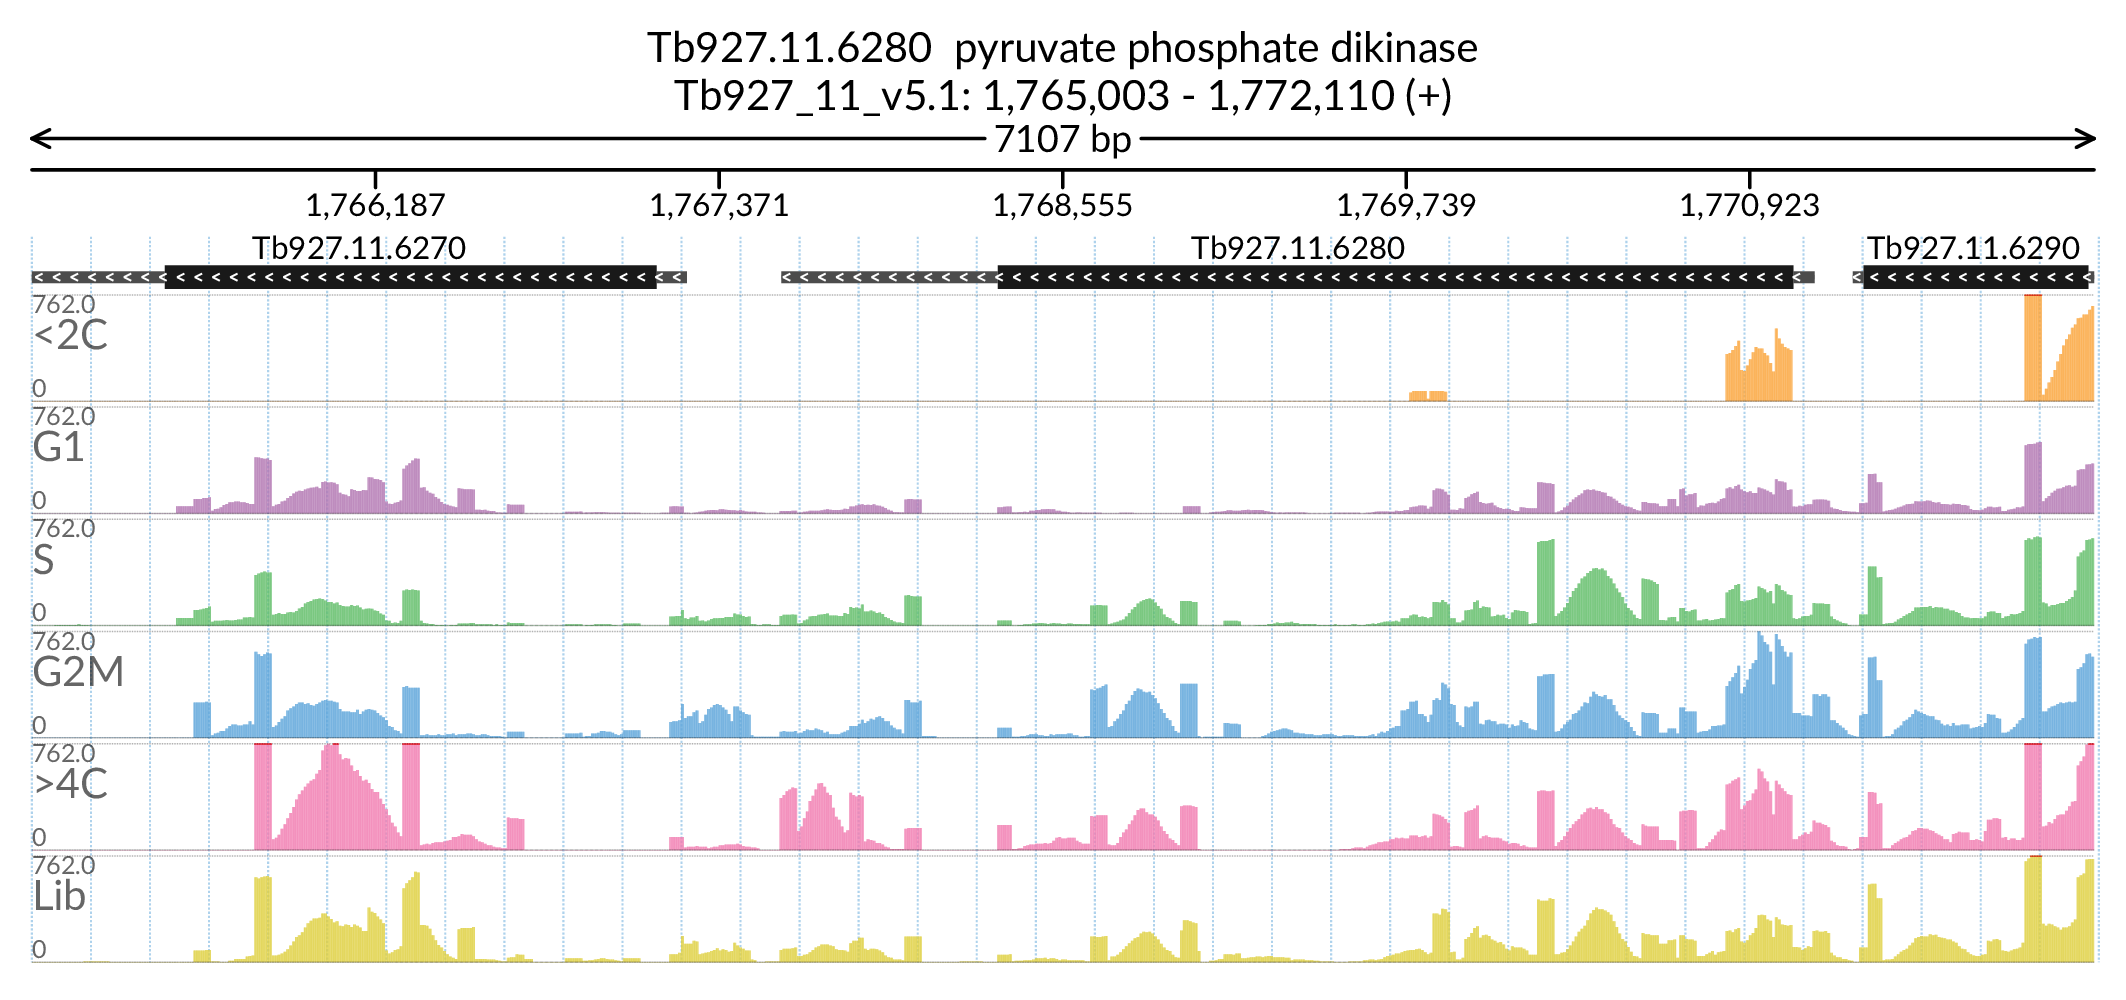 Tb927.11.6280  pyruvate phosphate dikinase
Tb927_11_v5.1: 1,765,003 - 1,772,110 (+)
7107 bp
1,766,187 1,767,371 1,768,555 1,769,739 1,770,923
Tb927.11.6270 Tb927.11.6280 Tb927.11.6290
762.0
<2C
0
762.0
G1
0
762.0
S
0
762.0
G2M
0
762.0
>4C
0
762.0
Lib
0